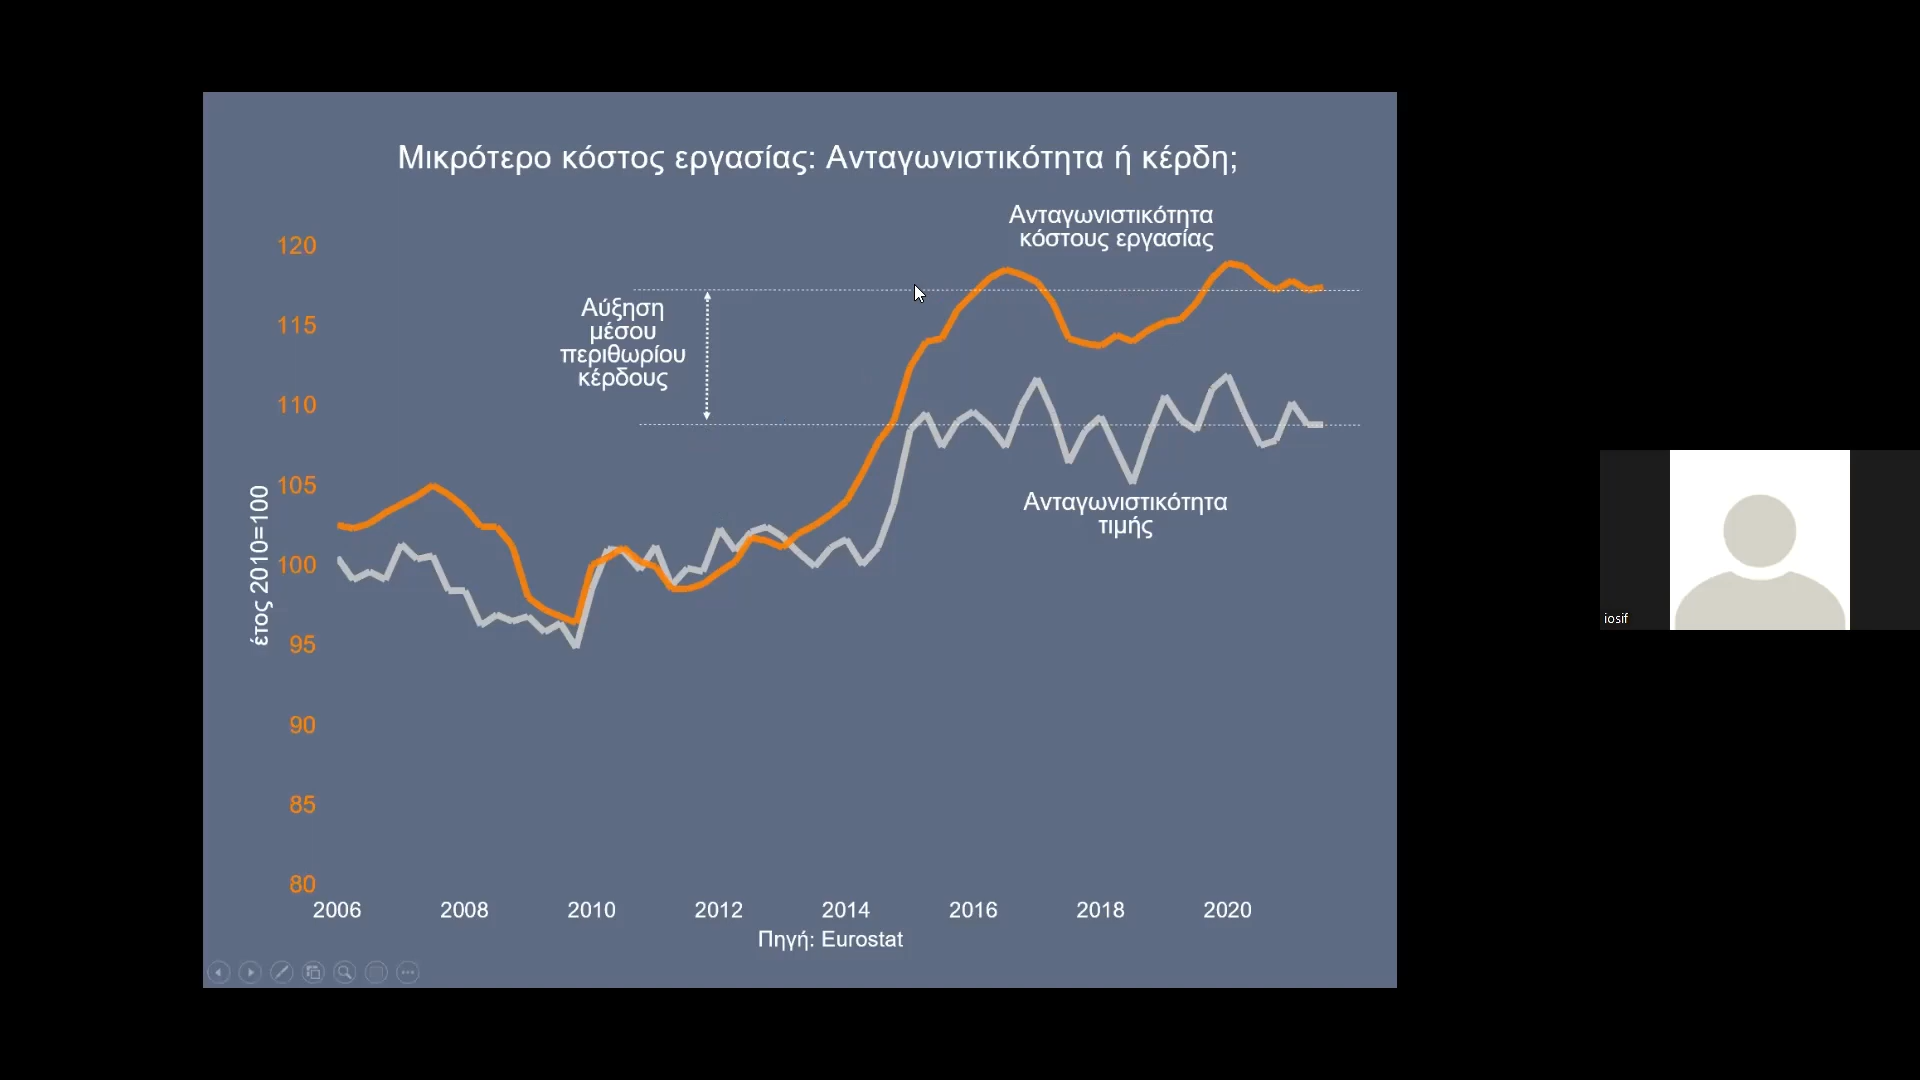 Μικρότερο κόστος εργασίας: Ανταγωνιστικότητα ή κέρδη;
Ανταγωνιστικότητα
κόστους εργασίας
120
Αύξηση
μέσου
περιθωρίου
κέρδους
115
110
105
Ανταγωνιστικότητα
τιμής
έτος 2010=100
100
95
90
85
80
2006 2008 2010 2012 2014 2016 2018 2020
Πηγή: Eurostat
iosif